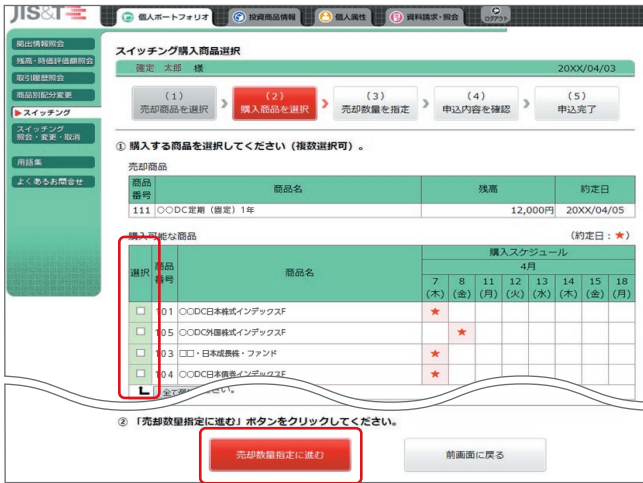 JIS&T
個人ポートフォリオ 投資商品情報 個人属性 資料請求・照会 ログアウト
拠出情報照会
残高・時価評価額照会
取引履歴照会
商品別配分変更
スイッチング
スイッチング
照会・変更・取消
用語集
よくあるお問合せ
スイッチング購入商品選択
確定 太郎 様 20XX/04/03
(1) (2) (3) (4) (5)
売却商品を選択 購入商品を選択 売却数量を指定 申込内容を確認 申込完了
① 購入する商品を選択してください（複数選択可）。
売却商品
商品番号 商品名 残高 約定日
111 ○○DC定期（固定）1年 12,000円 20XX/04/05
購入可能な商品 (約定日：★)
選択 商品番号 商品名 購入スケジュール
4月
7 8 11 12 13 14 15 18
(木) (金) (月) (火) (水) (木) (金) (月)
101 ○○DC日本株式インデックスF ★
105 ○○DC外国株式インデックスF ★
103 □□・日本成長株・ファンド ★
104 ○○DC日本債券インデックスF ★
② 「売却数量指定に進む」ボタンをクリックしてください。
売却数量指定に進む 前画面に戻る